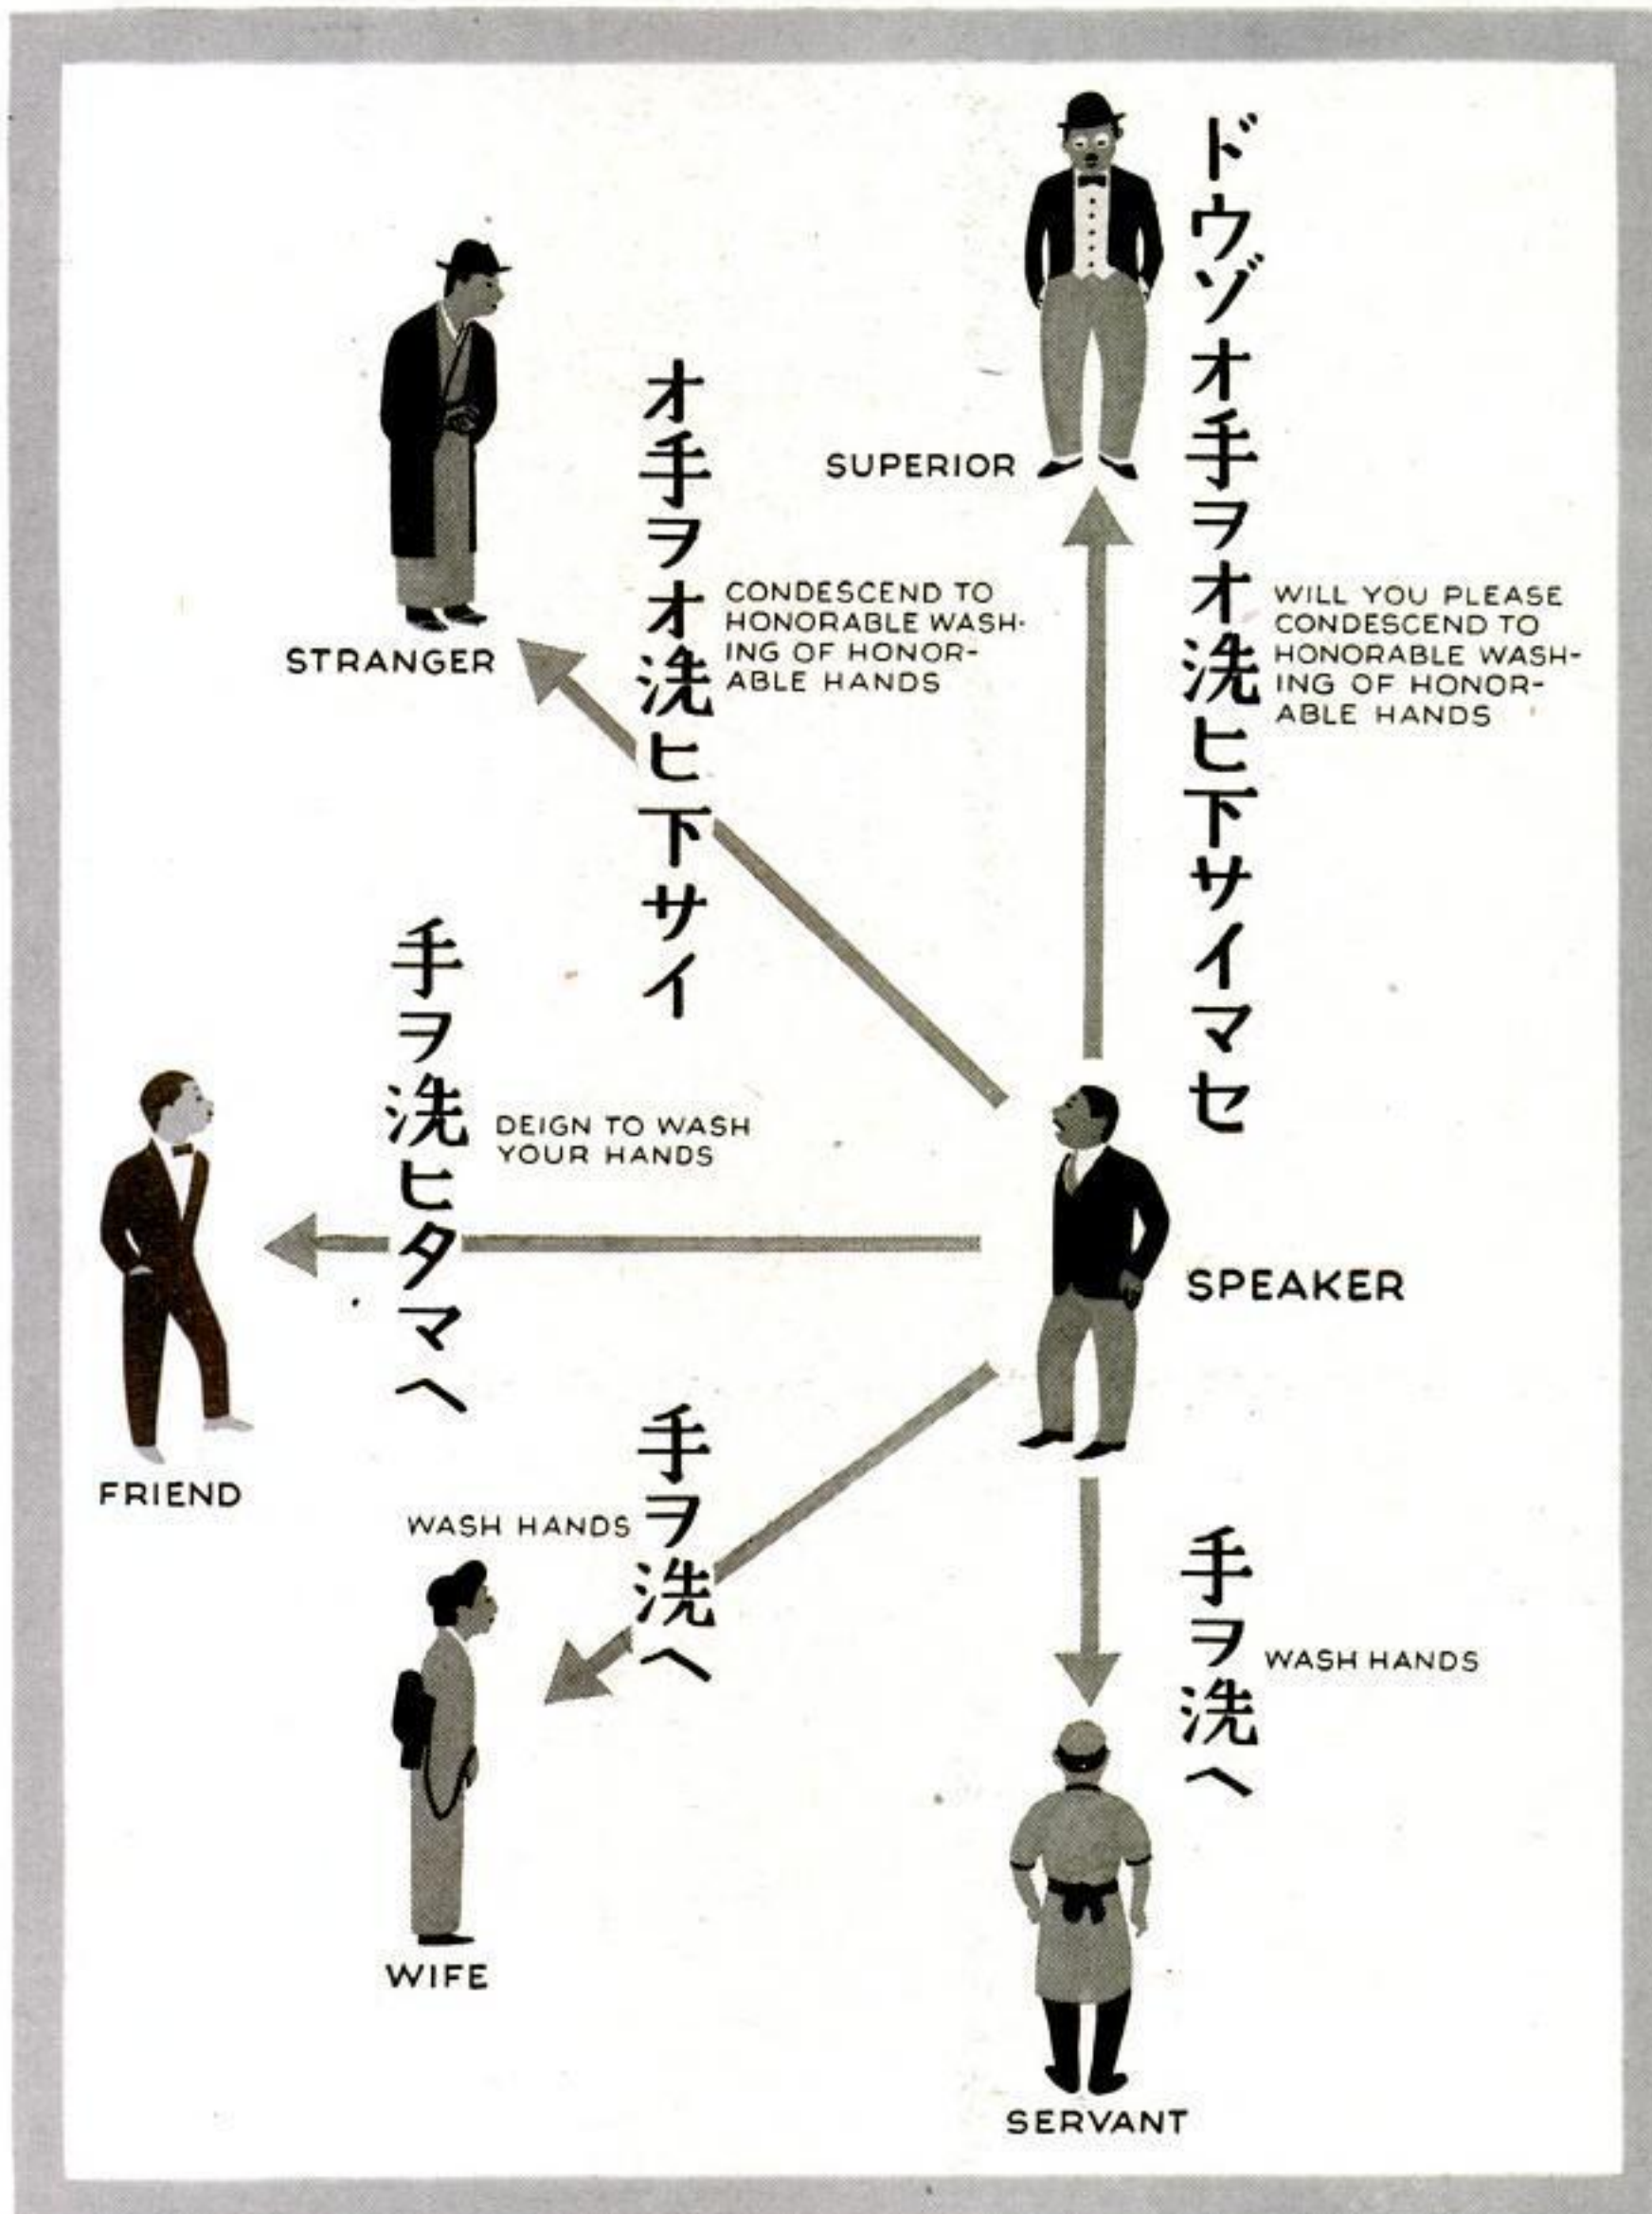 ドウゾオ手ヲオ洗ヒ下サイマセ
SUPERIOR
WILL YOU PLEASE
CONDESCEND TO
HONORABLE WASH-
ING OF HONOR-
ABLE HANDS
オ手ヲオ洗ヒ下サイ
STRANGER
CONDESCEND TO
HONORABLE WASH-
ING OF HONOR-
ABLE HANDS
手ヲ洗ヒタマヘ
DEIGN TO WASH
YOUR HANDS
FRIEND
SPEAKER
手ヲ洗ヘ
WASH HANDS
WIFE
手ヲ洗ヘ
WASH HANDS
SERVANT